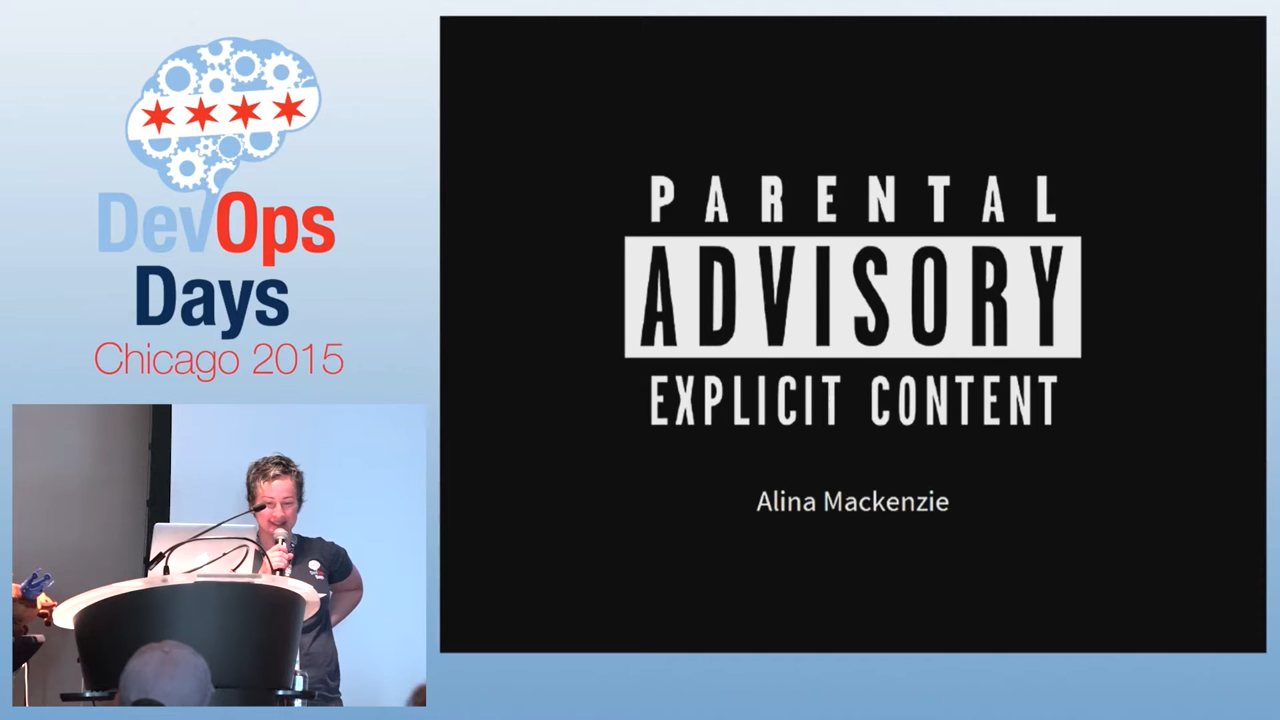 DevOps
Days
Chicago 2015
PARENTAL
ADVISORY
EXPLICIT CONTENT
Alina Mackenzie